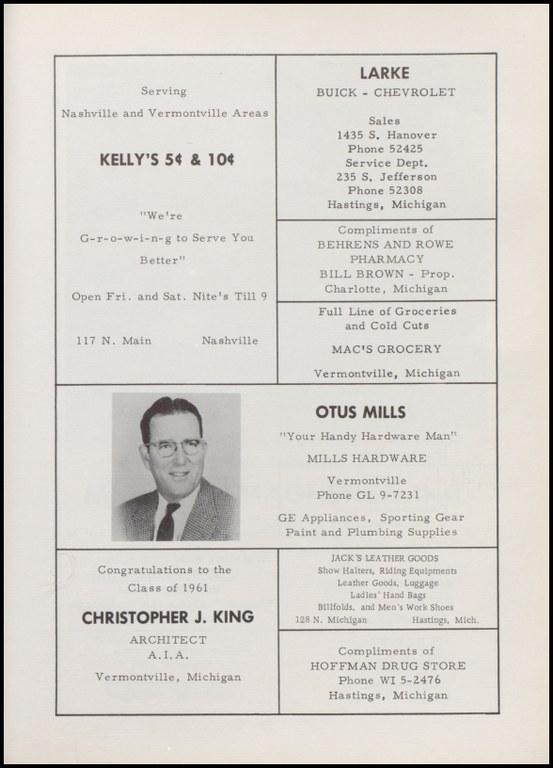 Serving
Nashville and Vermontville Areas
KELLY'S 5¢ & 10¢
"We're
G-r-o-w-i-n-g to Serve You
Better"
Open Fri. and Sat. Nite's Till 9
117 N. Main Nashville
LARKE
BUICK - CHEVROLET
Sales
1435 S. Hanover
Phone 52425
Service Dept.
235 S. Jefferson
Phone 52308
Hastings, Michigan
Compliments of
BEHRENS AND ROWE
PHARMACY
BILL BROWN - Prop.
Charlotte, Michigan
Full Line of Groceries
and Cold Cuts
MAC'S GROCERY
Vermontville, Michigan
OTUS MILLS
"Your Handy Hardware Man"
MILLS HARDWARE
Vermontville
Phone GL 9-7231
GE Appliances, Sporting Gear
Paint and Plumbing Supplies
Congratulations to the
Class of 1961
CHRISTOPHER J. KING
ARCHITECT
A.I.A.
Vermontville, Michigan
JACK'S LEATHER GOODS
Show Halters, Riding Equipments
Leather Goods, Luggage
Ladies' Hand Bags
Billfolds, and Men's Work Shoes
128 N. Michigan Hastings, Mich.
Compliments of
HOFFMAN DRUG STORE
Phone WI 5-2476
Hastings, Michigan